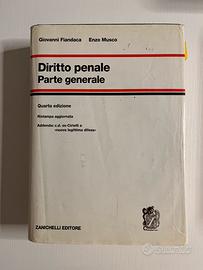 Giovanni Fiandaca Enzo Musco
Diritto penale
Parte generale
Quarta edizione
Ristampa aggiornata
Addenda: c.d. ex Cirielli e
«nuova legittima difesa»
ZANICHELLI EDITORE
subito